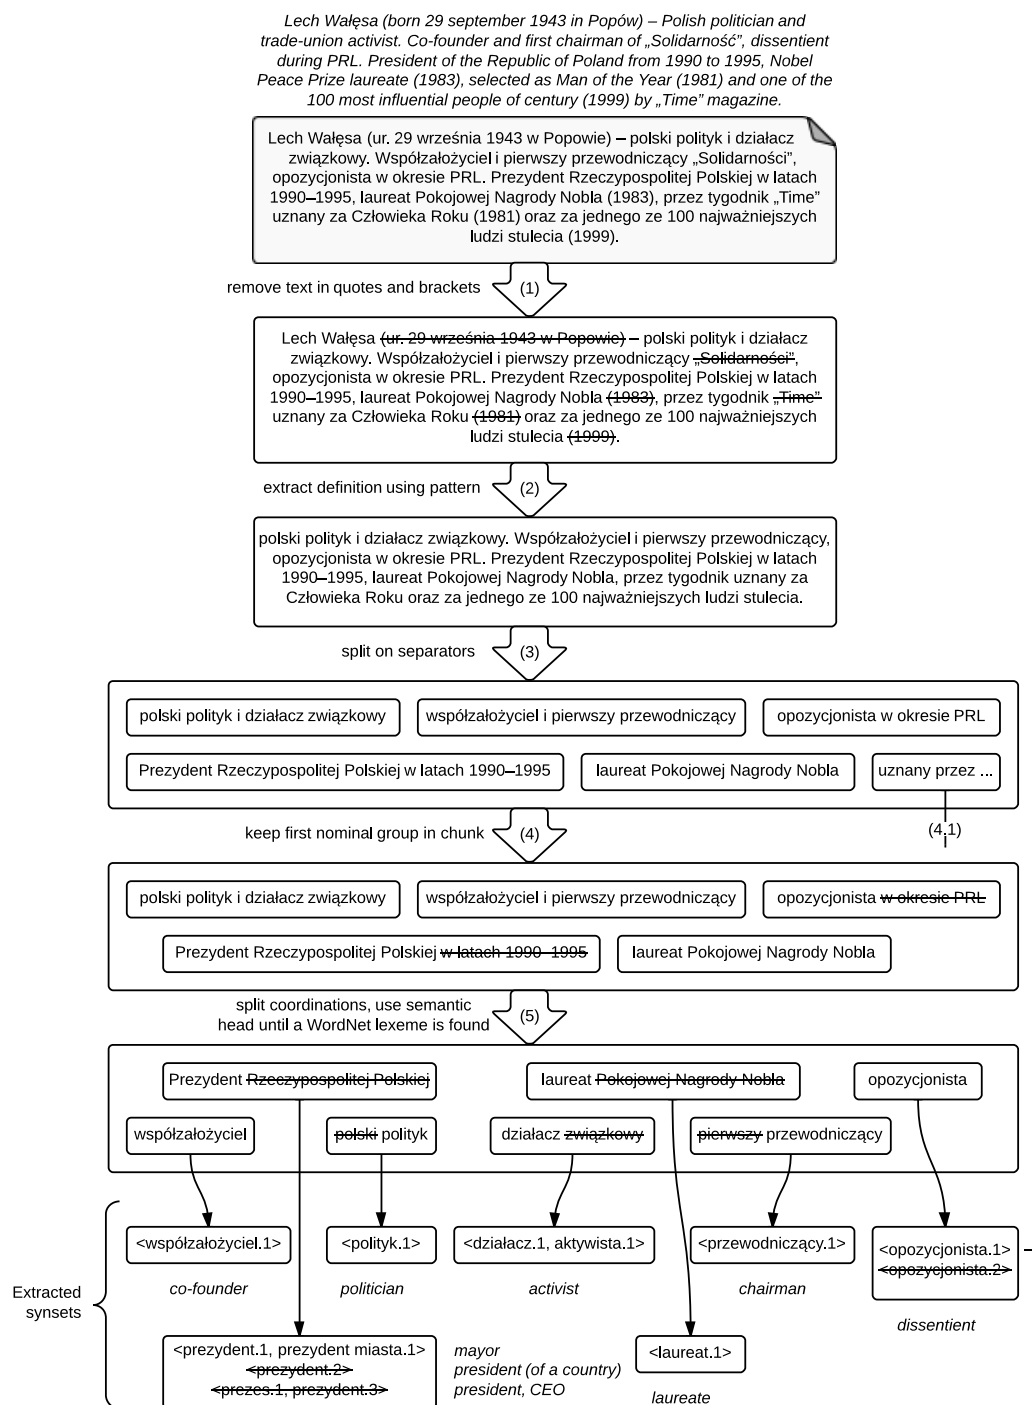 Lech Wałęsa (born 29 september 1943 in Popów) – Polish politician and
trade-union activist. Co-founder and first chairman of „Solidarność”, dissentient
during PRL. President of the Republic of Poland from 1990 to 1995, Nobel
Peace Prize laureate (1983), selected as Man of the Year (1981) and one of the
100 most influential people of century (1999) by „Time” magazine.
Lech Wałęsa (ur. 29 września 1943 w Popowie) – polski polityk i działacz
związkowy. Współzałożyciel i pierwszy przewodniczący „Solidarności”,
opozycjonista w okresie PRL. Prezydent Rzeczypospolitej Polskiej w latach
1990–1995, laureat Pokojowej Nagrody Nobla (1983), przez tygodnik „Time”
uznany za Człowieka Roku (1981) oraz za jednego ze 100 najważniejszych
ludzi stulecia (1999).
remove text in quotes and brackets (1)
Lech Wałęsa (ur. 29 września 1943 w Popowie) – polski polityk i działacz
związkowy. Współzałożyciel i pierwszy przewodniczący „Solidarności”,
opozycjonista w okresie PRL. Prezydent Rzeczypospolitej Polskiej w latach
1990–1995, laureat Pokojowej Nagrody Nobla (1983), przez tygodnik „Time”
uznany za Człowieka Roku (1981) oraz za jednego ze 100 najważniejszych
ludzi stulecia (1999).
extract definition using pattern (2)
polski polityk i działacz związkowy. Współzałożyciel i pierwszy przewodniczący,
opozycjonista w okresie PRL. Prezydent Rzeczypospolitej Polskiej w latach
1990–1995, laureat Pokojowej Nagrody Nobla, przez tygodnik uznany za
Człowieka Roku oraz za jednego ze 100 najważniejszych ludzi stulecia.
split on separators (3)
polski polityk i działacz związkowy współzałożyciel i pierwszy przewodniczący opozycjonista w okresie PRL
Prezydent Rzeczypospolitej Polskiej w latach 1990–1995 laureat Pokojowej Nagrody Nobla uznany przez ...
keep first nominal group in chunk (4) (4.1)
polski polityk i działacz związkowy współzałożyciel i pierwszy przewodniczący opozycjonista w okresie PRL
Prezydent Rzeczypospolitej Polskiej w latach 1990–1995 laureat Pokojowej Nagrody Nobla
split coordinations, use semantic
head until a WordNet lexeme is found (5)
Prezydent Rzeczypospolitej Polskiej laureat Pokojowej Nagrody Nobla opozycjonista
współzałożyciel polski polityk działacz związkowy pierwszy przewodniczący
<współzałożyciel.1> <polityk.1> <działacz.1, aktywista.1> <przewodniczący.1> <opozycjonista.1>
<opozycjonista.2>
co-founder politician activist chairman
dissentient
Extracted
synsets
<prezydent.1, prezydent miasta.1> mayor <laureat.1>
<prezydent.2> president (of a country)
<prezes.1, prezydent.3> president, CEO
laureate